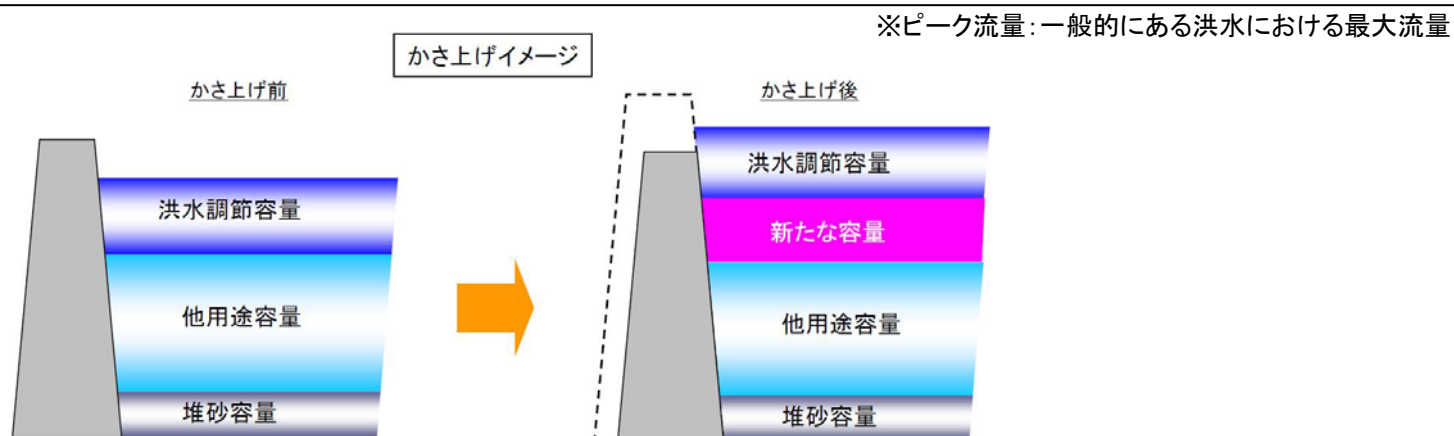 ※ピーク流量：一般的にある洪水における最大流量
かさ上げイメージ
かさ上げ前
洪水調節容量
他用途容量
堆砂容量
かさ上げ後
洪水調節容量
新たな容量
他用途容量
堆砂容量